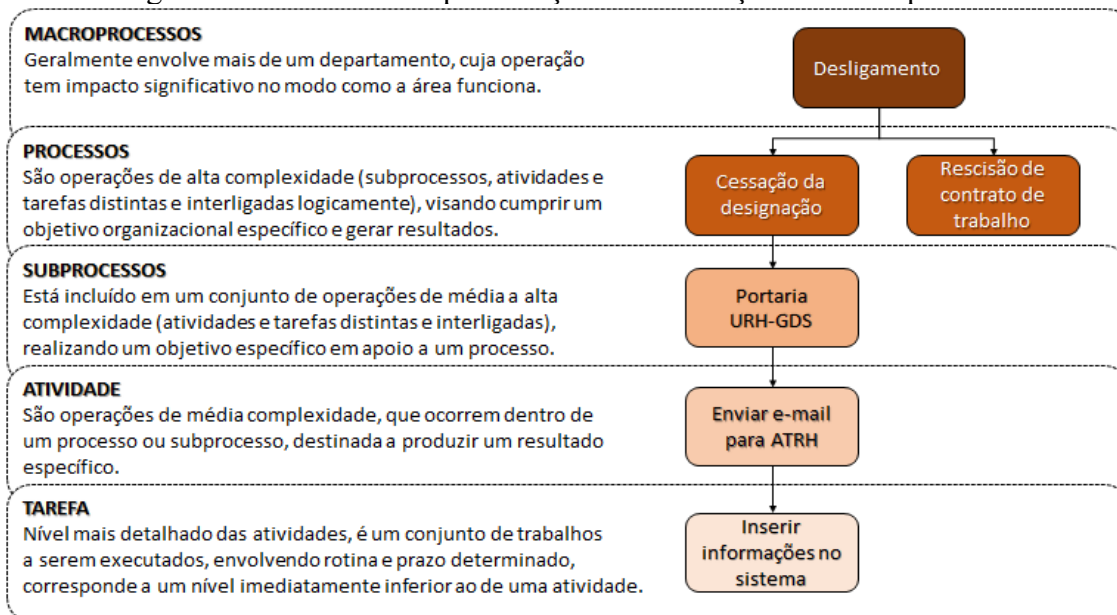 MACROPROCESSOS
Geralmente envolve mais de um departamento, cuja operação
tem impacto significativo no modo como a área funciona.
Desligamento
PROCESSOS
São operações de alta complexidade (subprocessos, atividades e
tarefas distintas e interligadas logicamente), visando cumprir um
objetivo organizacional específico e gerar resultados.
Cessação da
designação
Rescisão de
contrato de
trabalho
SUBPROCESSOS
Está incluído em um conjunto de operações de média a alta
complexidade (atividades e tarefas distintas e interligadas),
realizando um objetivo específico em apoio a um processo.
Portaria
URH-GDS
ATIVIDADE
São operações de média complexidade, que ocorrem dentro de
um processo ou subprocesso, destinada a produzir um resultado
específico.
Enviar e-mail
para ATRH
TAREFA
Nível mais detalhado das atividades, é um conjunto de trabalhos
a serem executados, envolvendo rotina e prazo determinado,
corresponde a um nível imediatamente inferior ao de uma atividade.
Inserir
informações no
sistema